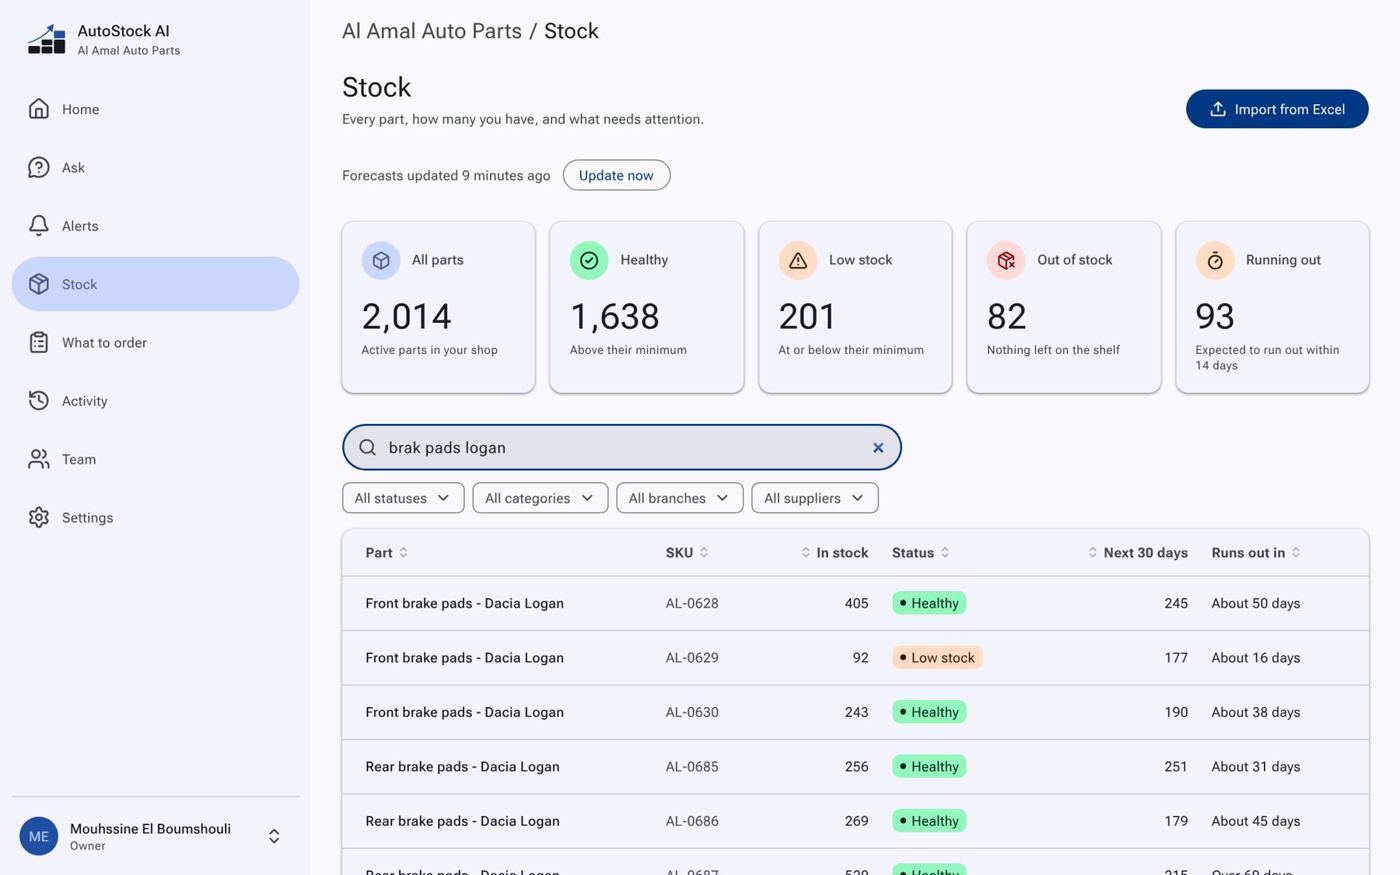 AutoStock AI
Al Amal Auto Parts
Home
Ask
Alerts
Stock
What to order
Activity
Team
Settings
Mouhssine El Boumshouli
ME
Owner
Al Amal Auto Parts / Stock
Stock
Every part, how many you have, and what needs attention.
Import from Excel
Forecasts updated 9 minutes ago Update now
All parts
2,014
Active parts in your shop
Healthy
1,638
Above their minimum
Low stock
201
At or below their minimum
Out of stock
82
Nothing left on the shelf
Running out
93
Expected to run out within
14 days
brak pads logan
All statuses All categories All branches All suppliers
Part SKU In stock Status Next 30 days Runs out in
Front brake pads - Dacia Logan AL-0628 405 Healthy 245 About 50 days
Front brake pads - Dacia Logan AL-0629 92 Low stock 177 About 16 days
Front brake pads - Dacia Logan AL-0630 243 Healthy 190 About 38 days
Rear brake pads - Dacia Logan AL-0685 256 Healthy 251 About 31 days
Rear brake pads - Dacia Logan AL-0686 269 Healthy 179 About 45 days
Rear brake pads - Dacia Logan AL-0687 Healthy